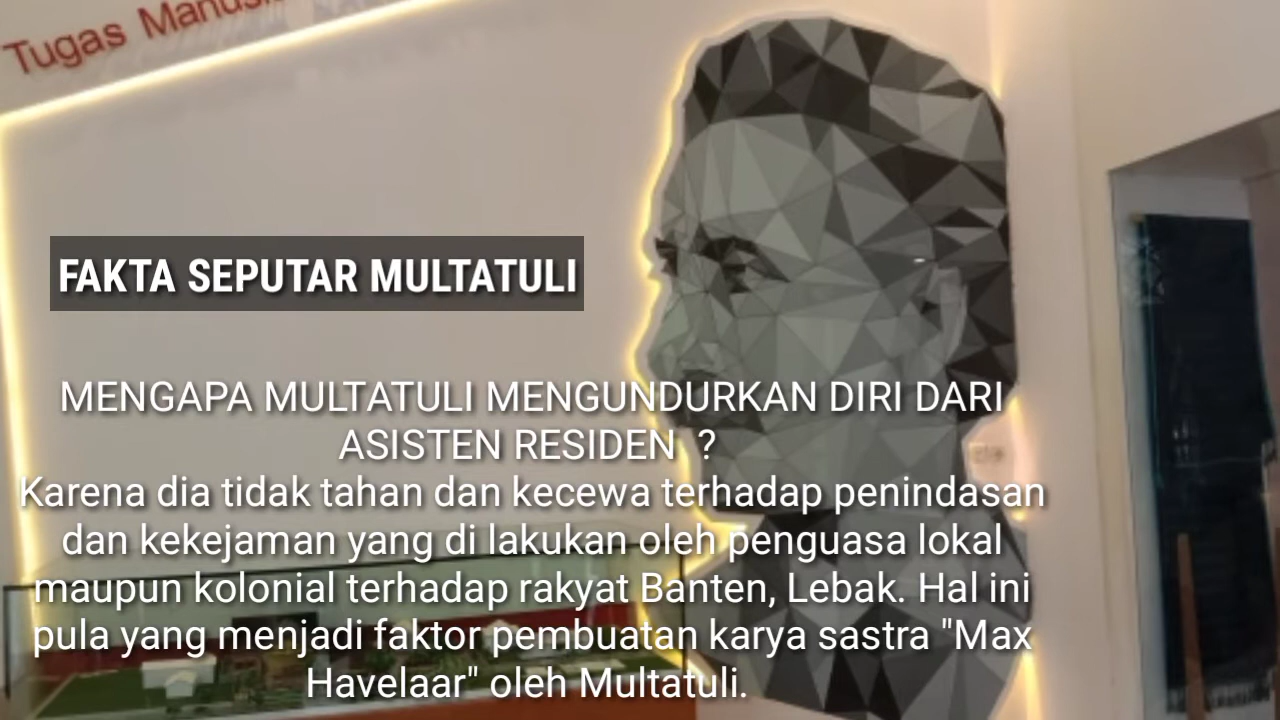 Tugas
FAKTA SEPUTAR MULTATULI
MENGAPA MULTATULI MENGUNDURKAN DIRI DARI
ASISTEN RESIDEN ?
Karena dia tidak tahan dan kecewa terhadap penindasan
dan kekejaman yang di lakukan oleh penguasa lokal
maupun kolonial terhadap rakyat Banten, Lebak. Hal ini
pula yang menjadi faktor pembuatan karya sastra "Max
Havelaar" oleh Multatuli.